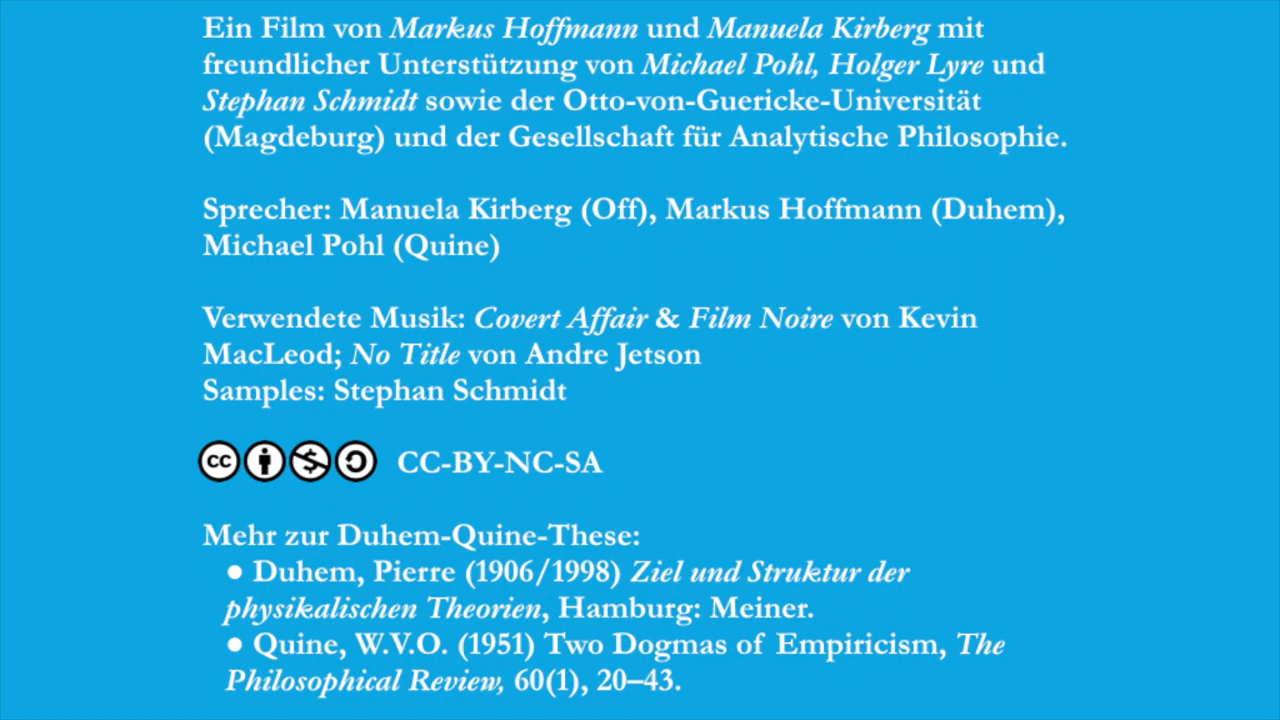 Ein Film von Markus Hoffmann und Manuela Kirberg mit
freundlicher Unterstützung von Michael Pohl, Holger Lyre und
Stephan Schmidt sowie der Otto-von-Guericke-Universität
(Magdeburg) und der Gesellschaft für Analytische Philosophie.
Sprecher: Manuela Kirberg (Off), Markus Hoffmann (Duhem),
Michael Pohl (Quine)
Verwendete Musik: Covert Affair & Film Noire von Kevin
MacLeod; No Title von Andre Jetson
Samples: Stephan Schmidt
cc CC-BY-NC-SA
Mehr zur Duhem-Quine-These:
● Duhem, Pierre (1906/1998) Ziel und Struktur der
physikalischen Theorien, Hamburg: Meiner.
● Quine, W.V.O. (1951) Two Dogmas of Empiricism, The
Philosophical Review, 60(1), 20–43.